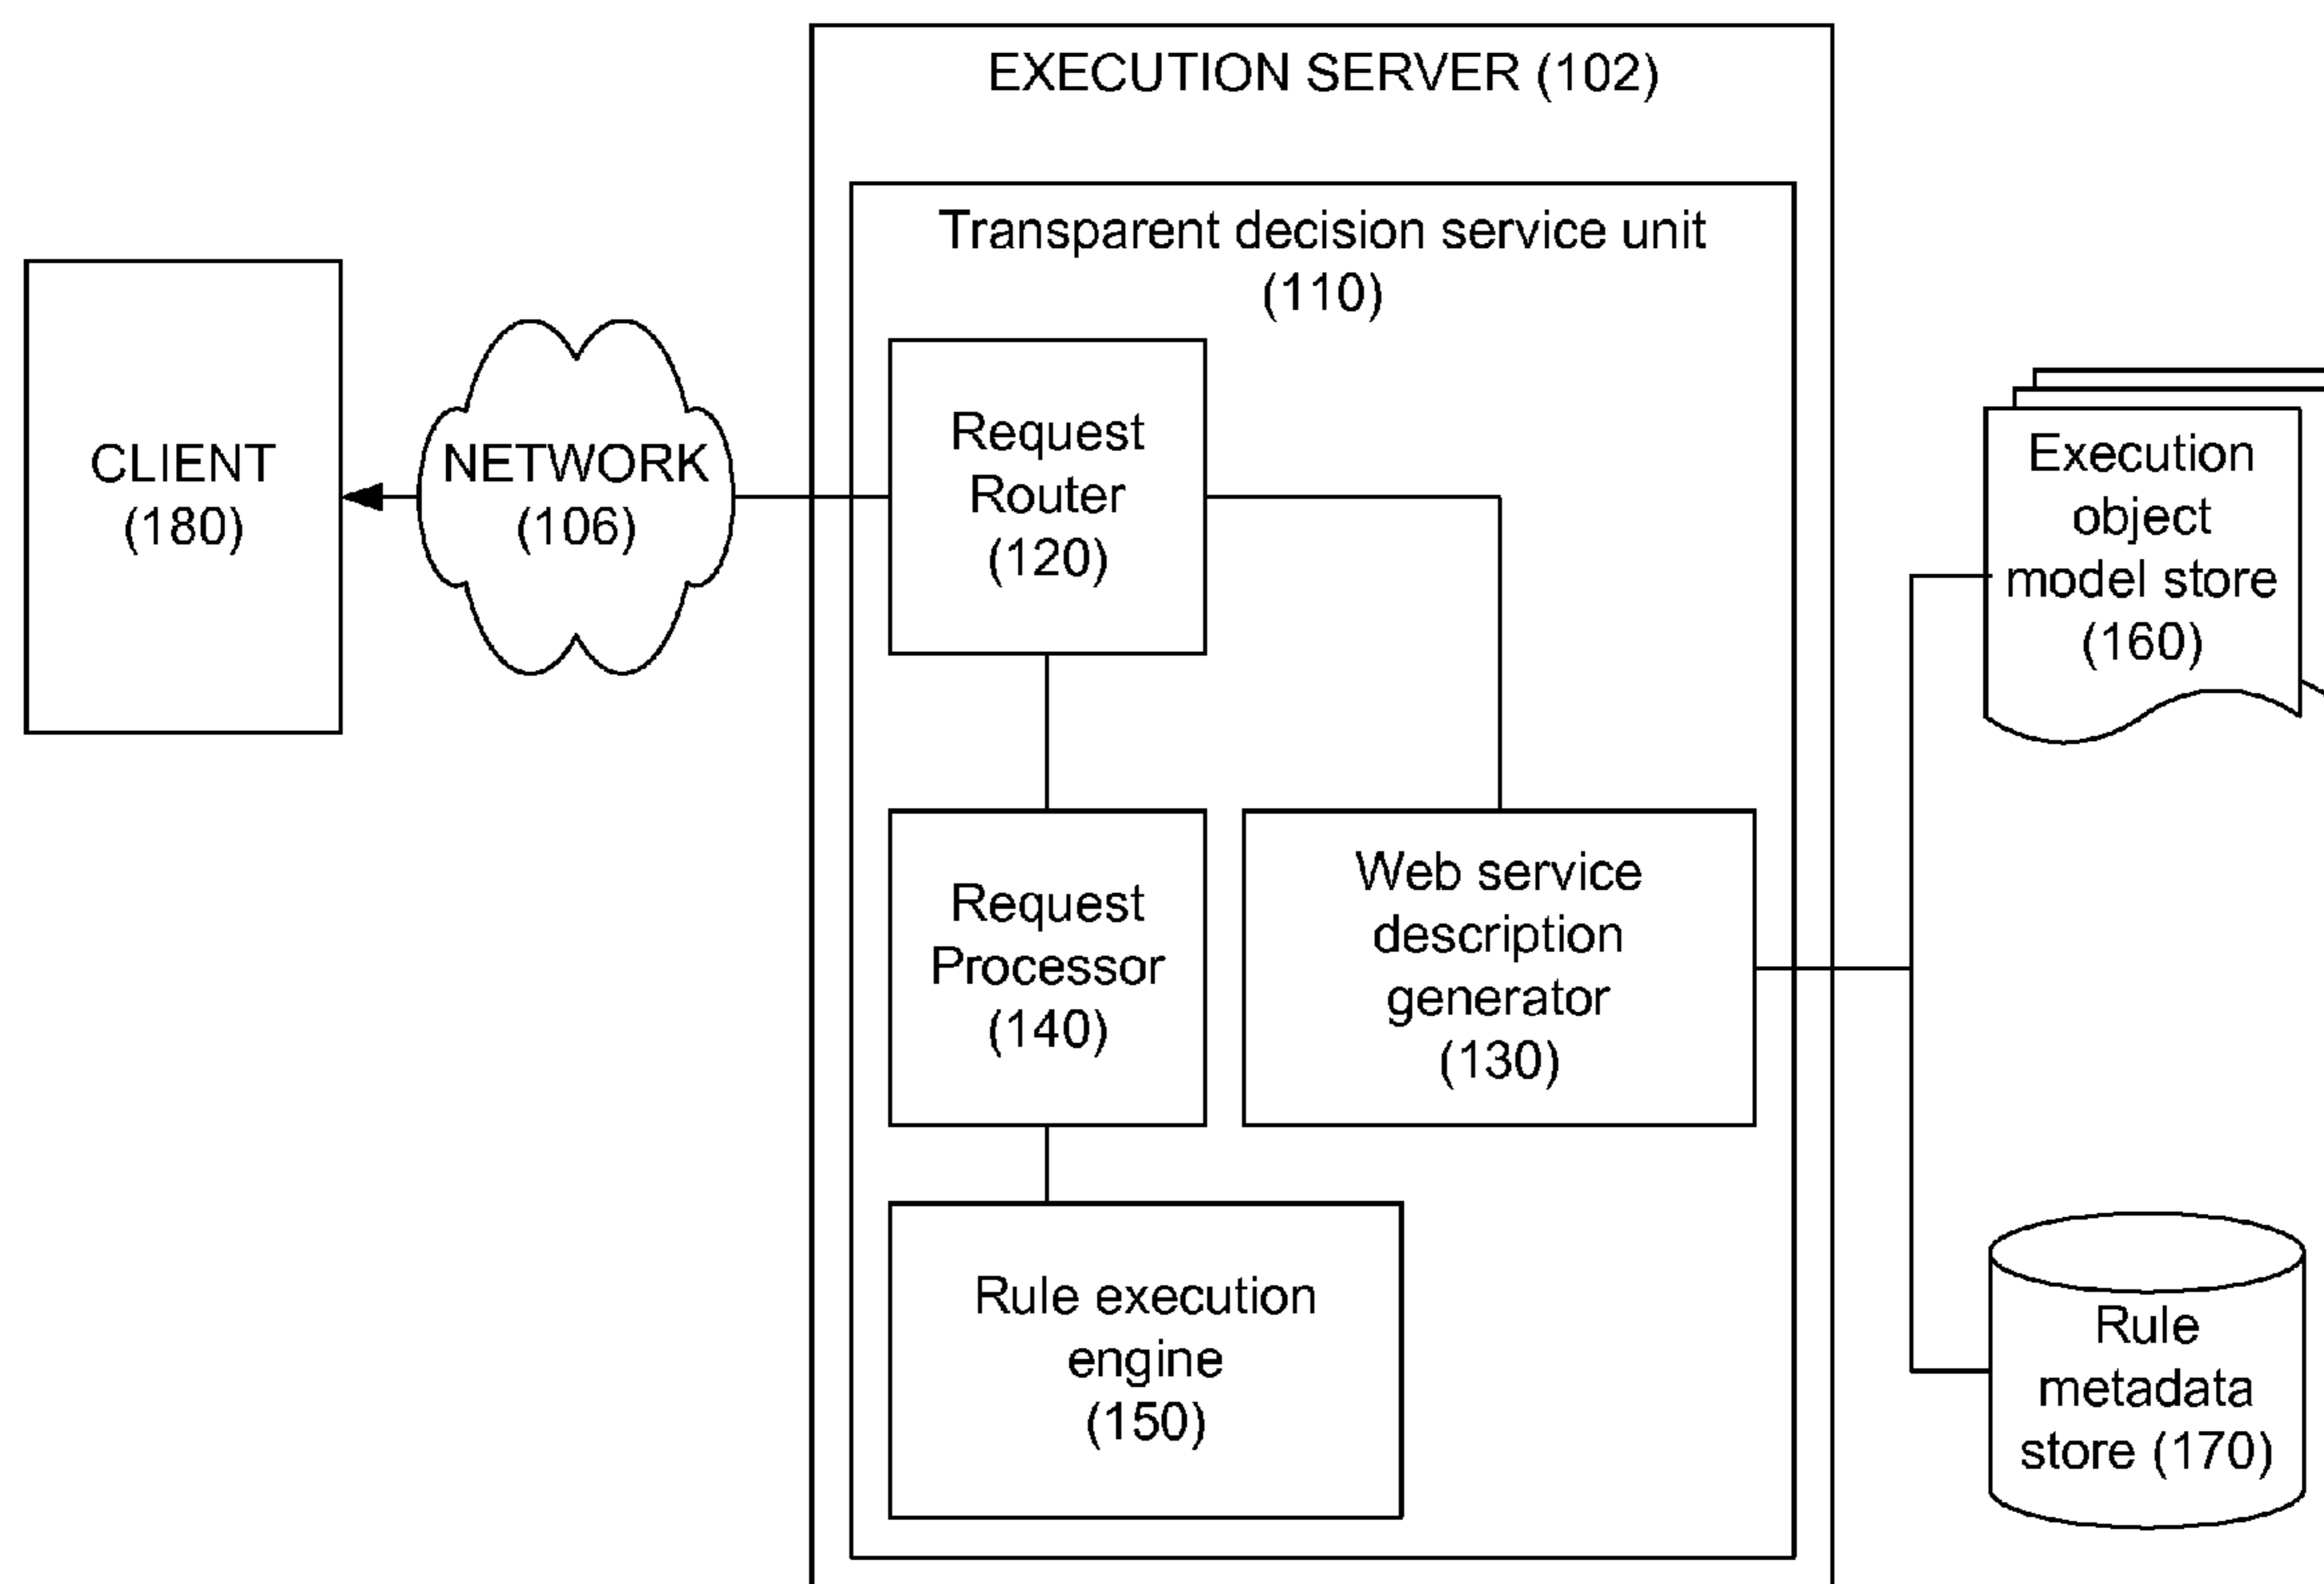 EXECUTION SERVER (102)
Transparent decision service unit
(110)
CLIENT
(180)
NETWORK
(106)
Request
Router
(120)
Execution
object
model store
(160)
Request
Processor
(140)
Web service
description
generator
(130)
Rule execution
engine
(150)
Rule
metadata
store (170)